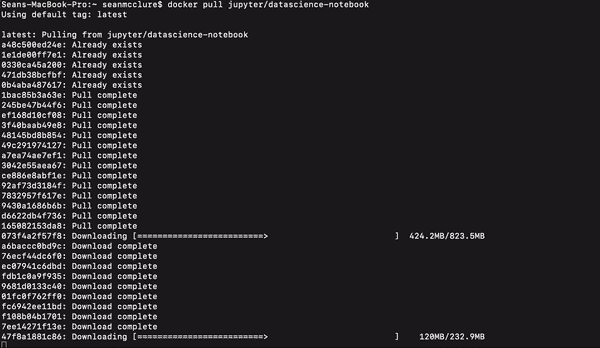 Seans-MacBook-Pro:~ seanmcclure$ docker pull jupyter/datascience-notebook
Using default tag: latest
latest: Pulling from jupyter/datascience-notebook
a48c500ed24e: Already exists
1e1de00ff7e1: Already exists
0330ca45a200: Already exists
471db38bcfbf: Already exists
0b4aba487617: Already exists
1bac85b3a63e: Pull complete
245be47b44f6: Pull complete
ef168d10cf08: Pull complete
3f40baab49e8: Pull complete
48145bd8b854: Pull complete
49c291974127: Pull complete
a7ea74ae7ef1: Pull complete
3042e55aea67: Pull complete
ce886e8abf1e: Pull complete
92af73d3184f: Pull complete
7832957f617e: Pull complete
9430a1686b6b: Pull complete
d6622db4f736: Pull complete
165082153da8: Pull complete
073f4a2f57f8: Downloading [=========================>                         ]  424.2MB/823.5MB
a6baccc0bd9c: Download complete
76ecf44dc6f0: Download complete
ec07941c6dbd: Download complete
fdb1c0a9f935: Download complete
9681d0133c40: Download complete
01fc0f762ff0: Download complete
fc6942ee11bd: Download complete
f108b04b1701: Download complete
7ee14271f13e: Download complete
47f8a1881c86: Downloading [=========================>                         ]    120MB/232.9MB